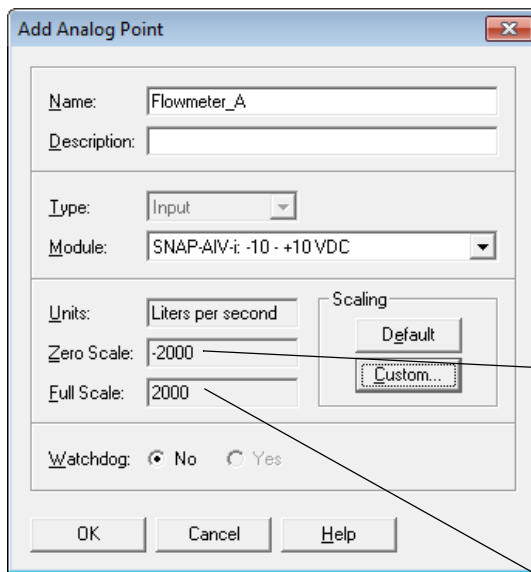 Add Analog Point
Name: Flowmeter_A
Description:
Type: Input
Module: SNAP-AIV-i: -10 - +10 VDC
Units: Liters per second
Zero Scale: -2000
Full Scale: 2000
Scaling
Default
Custom...
Watchdog: No Yes
OK Cancel Help